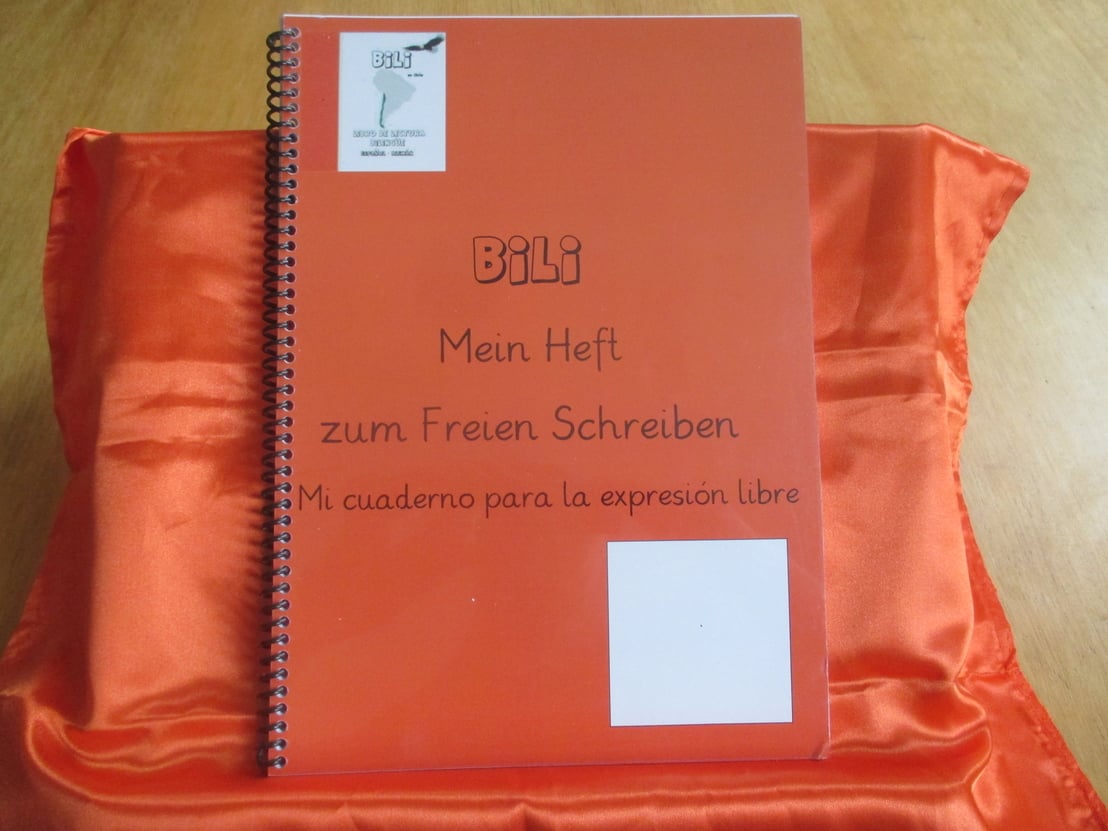 BiLi
en Chile
LIBRO DE LECTURA
BILINGÜE
ESPAÑOL - ALEMÁN
BiLi
Mein Heft
zum Freien Schreiben
Mi cuaderno para la expresión libre